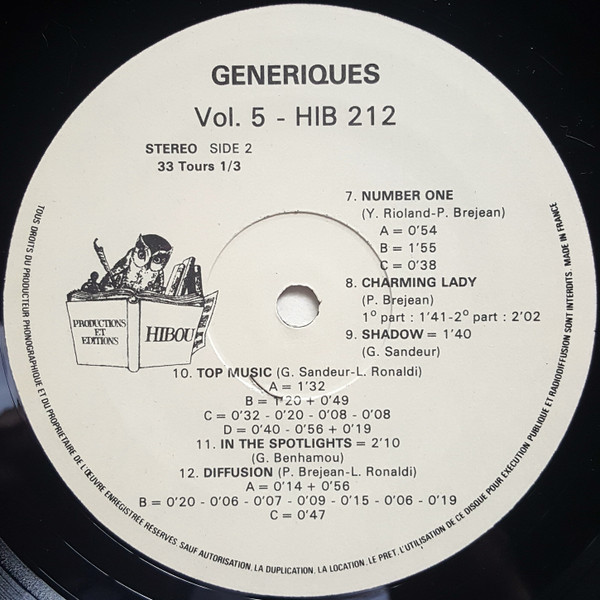 GENERIQUES
Vol. 5 - HIB 212
STEREO SIDE 2
33 Tours 1/3
7. NUMBER ONE
(Y. Rioland-P. Brejean)
A = 0'54
B = 1'55
C = 0'38
8. CHARMING LADY
(P. Brejean)
1° part : 1'41-2° part : 2'02
9. SHADOW = 1'40
(G. Sandeur)
PRODUCTIONS
ET
EDITIONS
HIBOU
10. TOP MUSIC (G. Sandeur-L. Ronaldi)
A = 1'32
B = 1'20 + 0'49
C = 0'32 - 0'20 - 0'08 - 0'08
D = 0'40 - 0'56 + 0'19
11. IN THE SPOTLIGHTS = 2'10
(G. Benhamou)
12. DIFFUSION (P. Brejean-L. Ronaldi)
A = 0'14 + 0'56
B = 0'20 - 0'06 - 0'07 - 0'09 - 0'15 - 0'06 - 0'19
C = 0'47
TOUS DROITS DU PRODUCTEUR PHONOGRAPHIQUE ET DU PROPRIETAIRE DE L'ŒUVRE ENREGISTREE RESERVES. SAUF AUTORISATION, LA DUPLICATION, LA LOCATION, LE PRET, L'UTILISATION DE CE DISQUE POUR EXECUTION PUBLIQUE ET RADIODIFFUSION SONT INTERDITS. MADE IN FRANCE